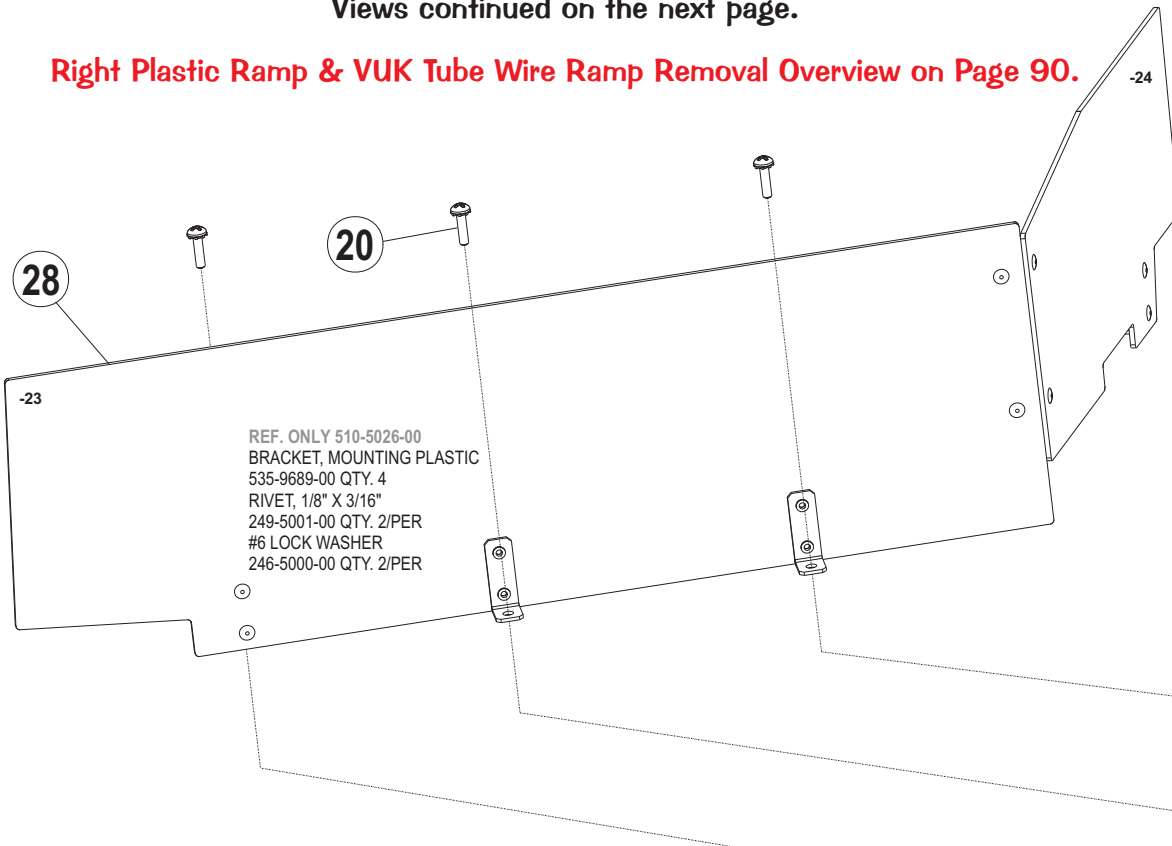 Views continued on the next page.
Right Plastic Ramp & VUK Tube Wire Ramp Removal Overview on Page 90.
-24
20
28
-23
REF. ONLY 510-5026-00
BRACKET, MOUNTING PLASTIC
535-9689-00 QTY. 4
RIVET, 1/8" X 3/16"
249-5001-00 QTY. 2/PER
#6 LOCK WASHER
246-5000-00 QTY. 2/PER